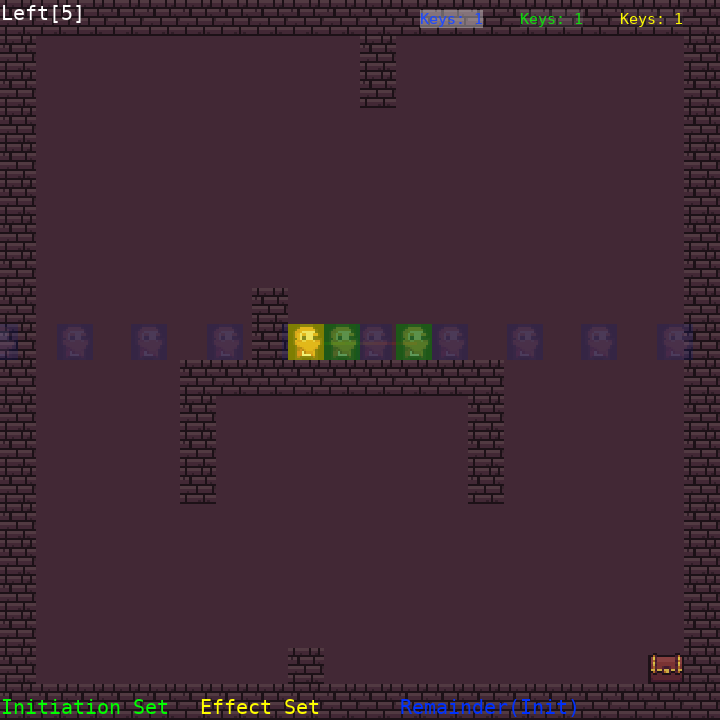 Left[5]
Keys: 1 Keys: 1 Keys: 1
Initiation Set Effect Set Remainder(Init)